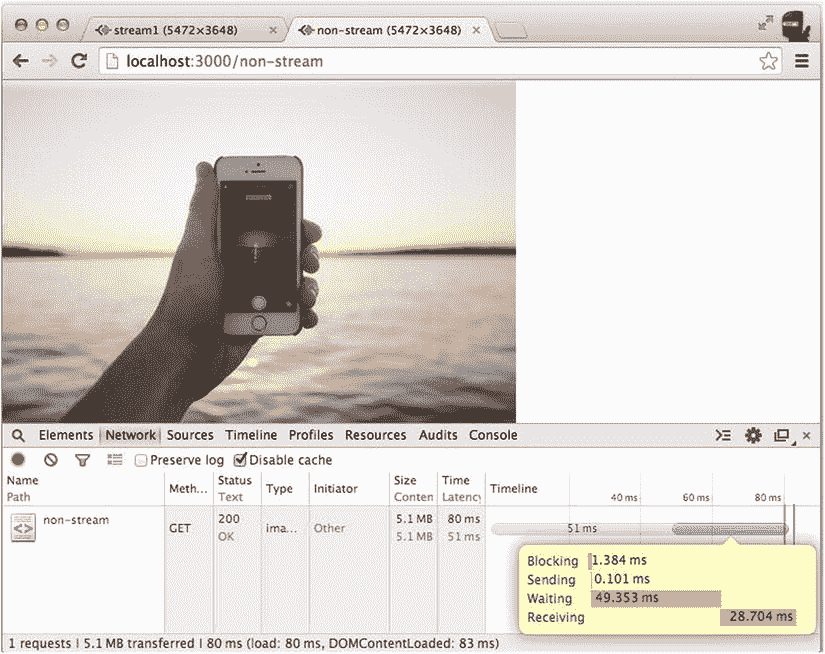 stream1 (5472×3648)
non-stream (5472×3648)
localhost:3000/non-stream
Elements Network Sources Timeline Profiles Resources Audits Console
Preserve log Disable cache
Name
Path
Meth...
Status
Text
Type
Initiator
Size
Conten
Time
Latency
Timeline
40 ms
60 ms
80 ms
non-stream
GET
200
OK
ima...
Other
5.1 MB
5.1 MB
80 ms
51 ms
51 ms
Blocking 1.384 ms
Sending 0.101 ms
Waiting 49.353 ms
Receiving 28.704 ms
1 requests | 5.1 MB transferred | 80 ms (load: 80 ms, DOMContentLoaded: 83 ms)